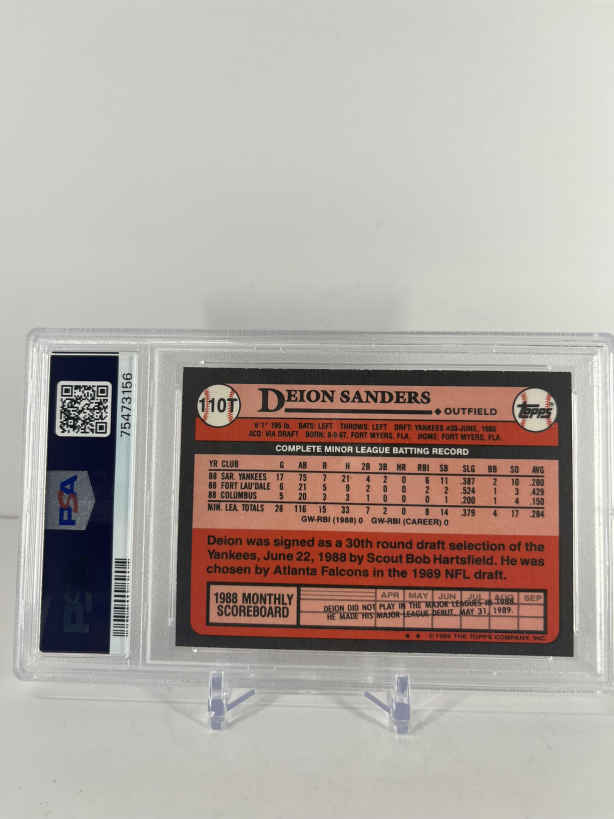 75473156
PSA
110T
DEION SANDERS
OUTFIELD
Topps
6'1" 195 lb. BATS: LEFT THROWS: LEFT DRFT: YANKEES #30-JUNE, 1988
ACQ: VIA DRAFT BORN: 8-9-67, FORT MYERS, FLA. HOME: FORT MYERS, FLA.
COMPLETE MINOR LEAGUE BATTING RECORD
YR CLUB G AB R H 2B 3B HR RBI SB SLG BB SO AVG
88 SAR. YANKEES 17 75 7 21 4 2 0 6 11 .387 2 10 .280
88 FORT LAU'DALE 6 21 5 9 2 0 0 2 2 .524 1 3 .429
88 COLUMBUS 5 20 3 3 1 0 0 0 1 .200 1 4 .150
MIN. LEA. TOTALS 28 116 15 33 7 2 0 8 14 .379 4 17 .284
GW-RBI (1988) 0 GW-RBI (CAREER) 0
Deion was signed as a 30th round draft selection of the
Yankees, June 22, 1988 by Scout Bob Hartsfield. He was
chosen by Atlanta Falcons in the 1989 NFL draft.
1988 MONTHLY
SCOREBOARD
APR MAY JUN JUL AUG SEP
DEION DID NOT PLAY IN THE MAJOR LEAGUES IN 1988.
HE MADE HIS MAJOR LEAGUE DEBUT, MAY 31, 1989.
© 1989 THE TOPPS COMPANY, INC.